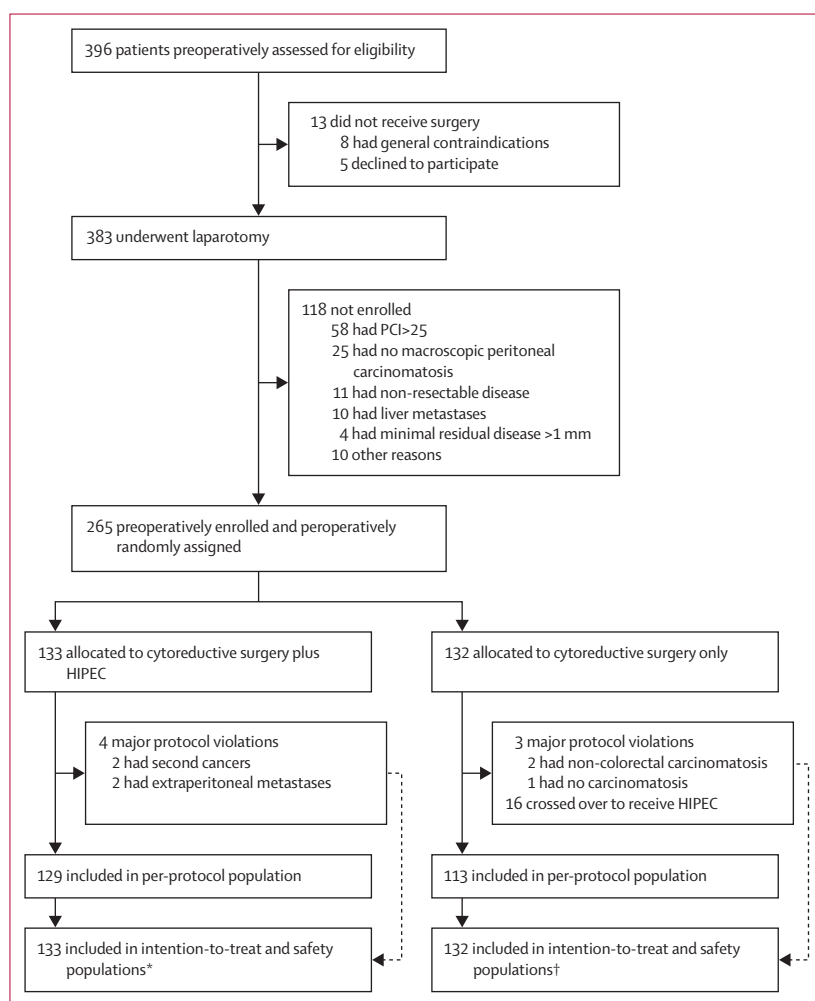 396 patients preoperatively assessed for eligibility
13 did not receive surgery
8 had general contraindications
5 declined to participate
383 underwent laparotomy
118 not enrolled
58 had PCI>25
25 had no macroscopic peritoneal
carcinomatosis
11 had non-resectable disease
10 had liver metastases
4 had minimal residual disease >1 mm
10 other reasons
265 preoperatively enrolled and peroperatively
randomly assigned
133 allocated to cytoreductive surgery plus
HIPEC
132 allocated to cytoreductive surgery only
4 major protocol violations
2 had second cancers
2 had extraperitoneal metastases
3 major protocol violations
2 had non-colorectal carcinomatosis
1 had no carcinomatosis
16 crossed over to receive HIPEC
129 included in per-protocol population
113 included in per-protocol population
133 included in intention-to-treat and safety
populations*
132 included in intention-to-treat and safety
populations†